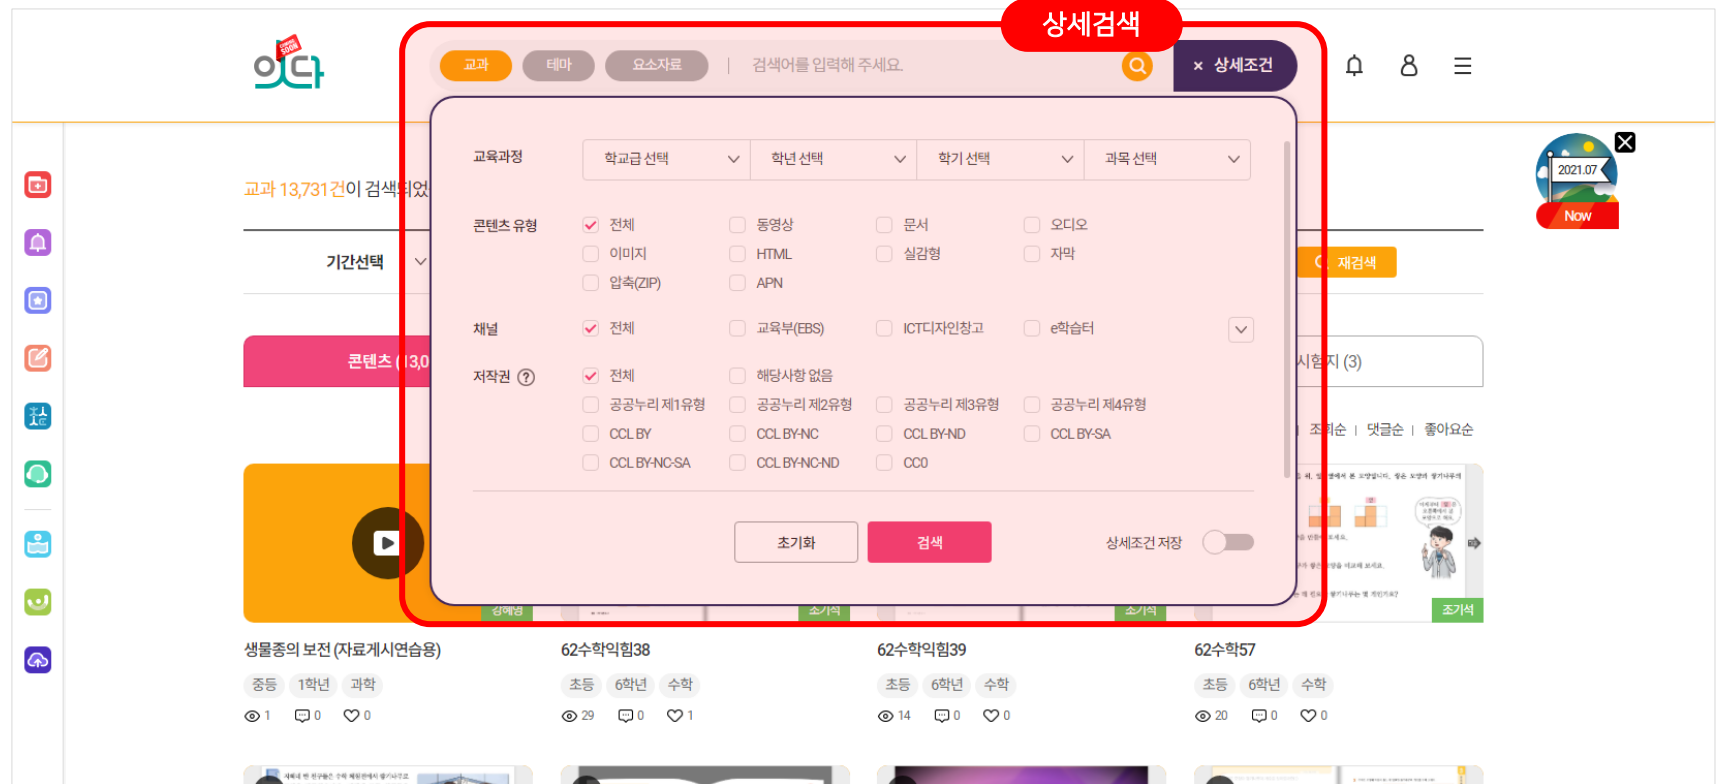 상세검색
COMING SOON
잇다
교과 테마 요소자료 | 검색어를 입력해 주세요. × 상세조건
2021.07
Now
교과 13,731건이 검색되었
교육과정 학교급 선택 학년 선택 학기 선택 과목 선택
콘텐츠 유형 전체 동영상 문서 오디오
이미지 HTML 실감형 자막
압축(ZIP) APN
기간선택
재검색
채널 전체 교육부(EBS) ICT디자인창고 e학습터
콘텐츠 (13,0
시험지 (3)
저작권 ? 전체 해당사항 없음
공공누리 제1유형 공공누리 제2유형 공공누리 제3유형 공공누리 제4유형
CCL BY CCL BY-NC CCL BY-ND CCL BY-SA
CCL BY-NC-SA CCL BY-NC-ND CC0
조회순 | 댓글순 | 좋아요순
초기화 검색 상세조건 저장
강해영 조기석 조기석 조기석
생물종의 보전 (자료게시연습용) 62수학익힘38 62수학익힘39 62수학57
중등 1학년 과학 초등 6학년 수학 초등 6학년 수학 초등 6학년 수학
1 0 0 29 0 1 14 0 0 20 0 0